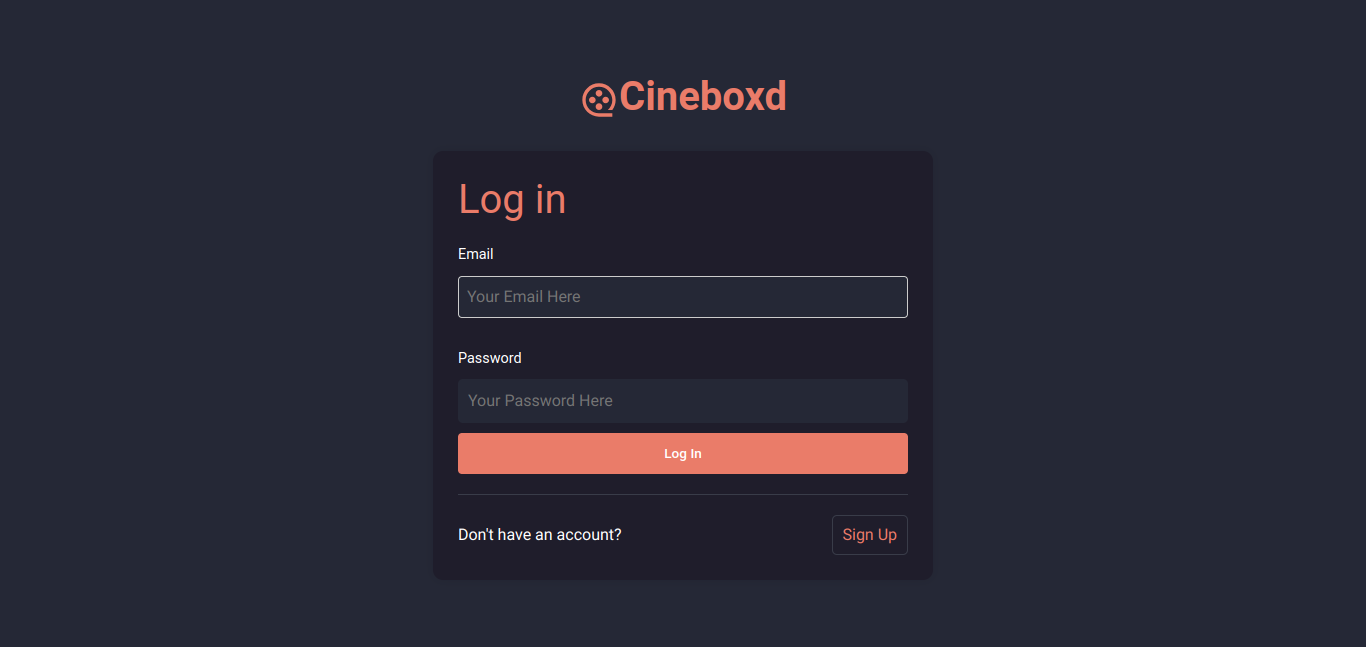 Cineboxd
Log in
Email
Your Email Here
Password
Your Password Here
Log In
Don't have an account?
Sign Up